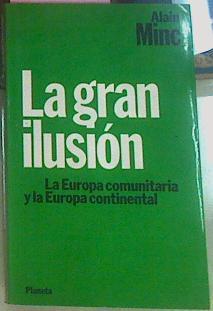 Alain
Minc
La gran
ilusión
La Europa comunitaria
y la Europa continental
Planeta